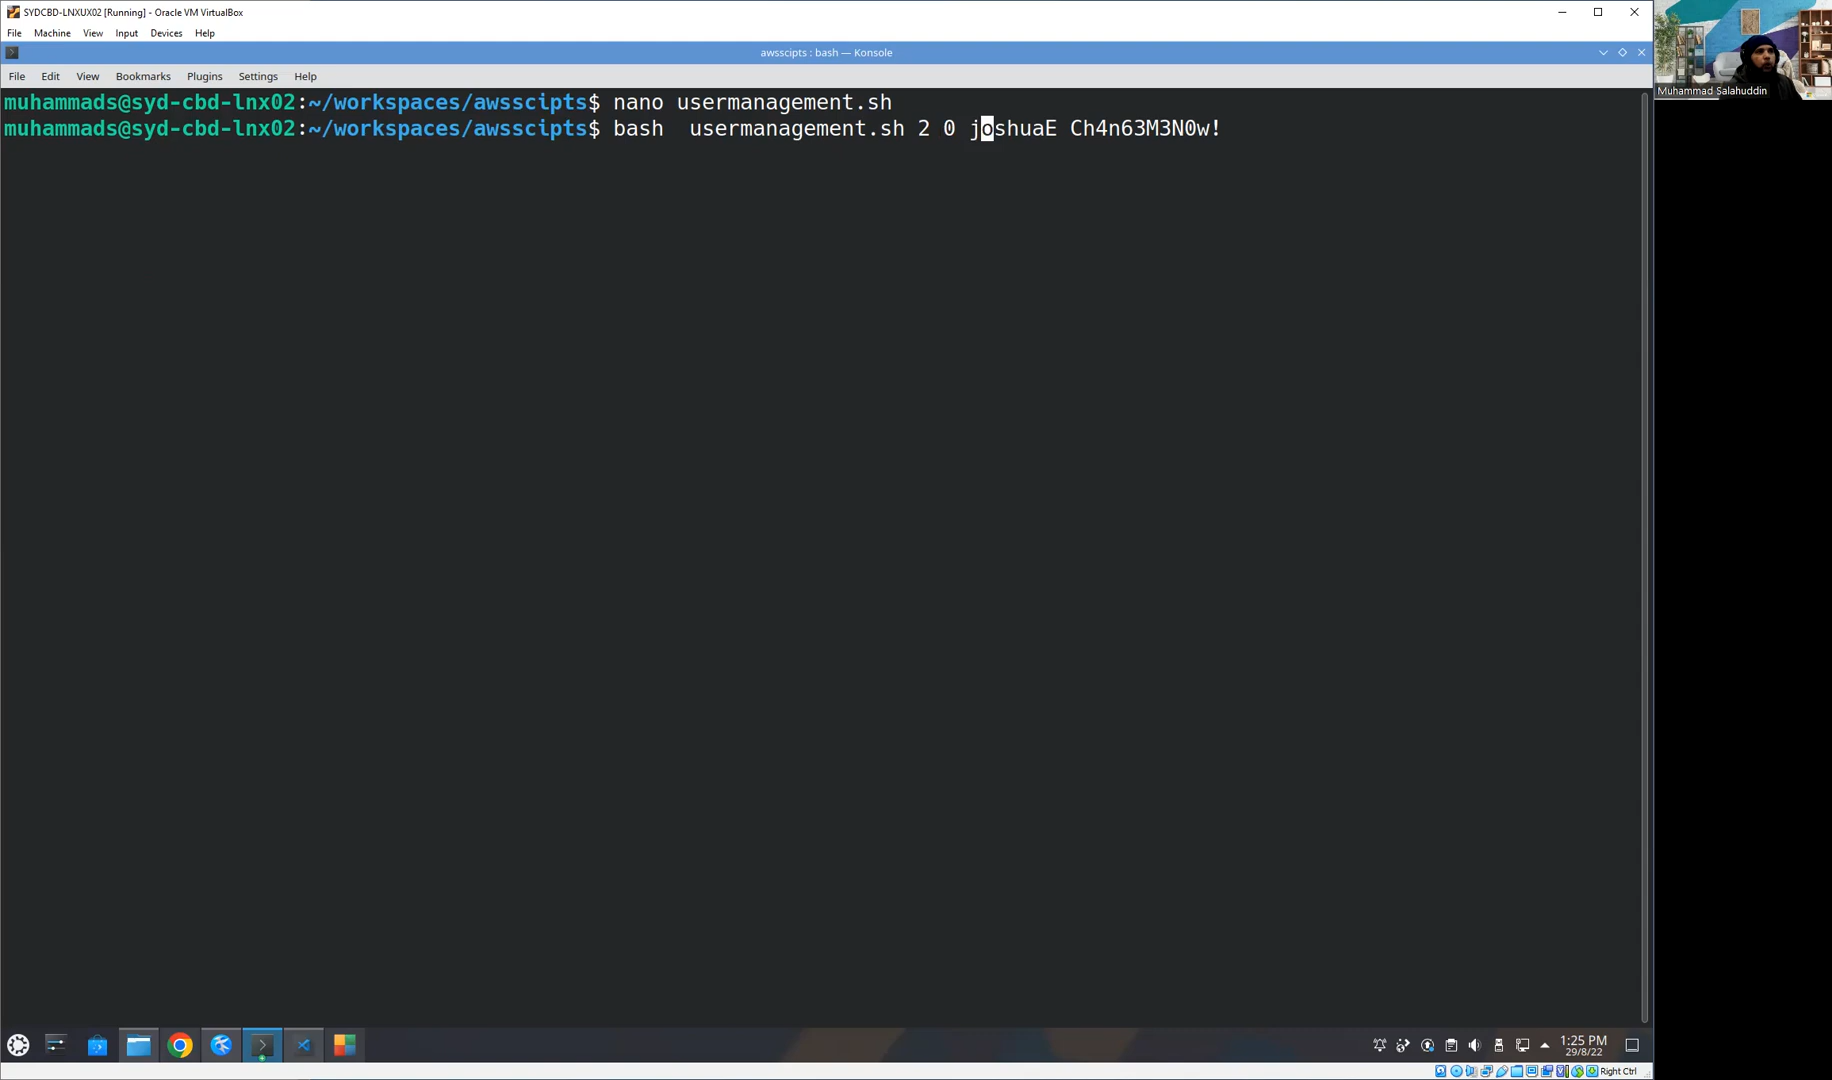 SYDCBD-LNXUX02 [Running] - Oracle VM VirtualBox
File Machine View Input Devices Help
awsscipts : bash — Konsole
File Edit View Bookmarks Plugins Settings Help
muhammads@syd-cbd-lnx02:~/workspaces/awsscipts$ nano usermanagement.sh
muhammads@syd-cbd-lnx02:~/workspaces/awsscipts$ bash  usermanagement.sh 2 0 joshuaE Ch4n63M3N0w!
Muhammad Salahuddin
1:25 PM
29/8/22
Right Ctrl